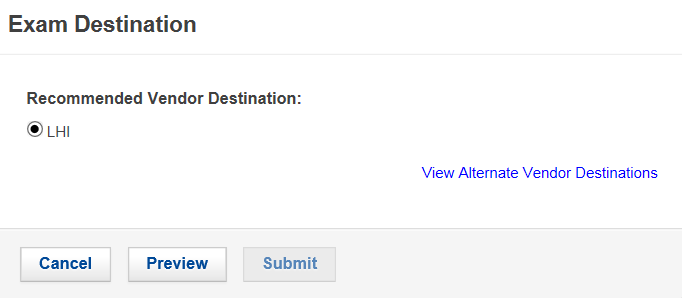 Exam Destination
Recommended Vendor Destination:
LHI
View Alternate Vendor Destinations
Cancel Preview Submit